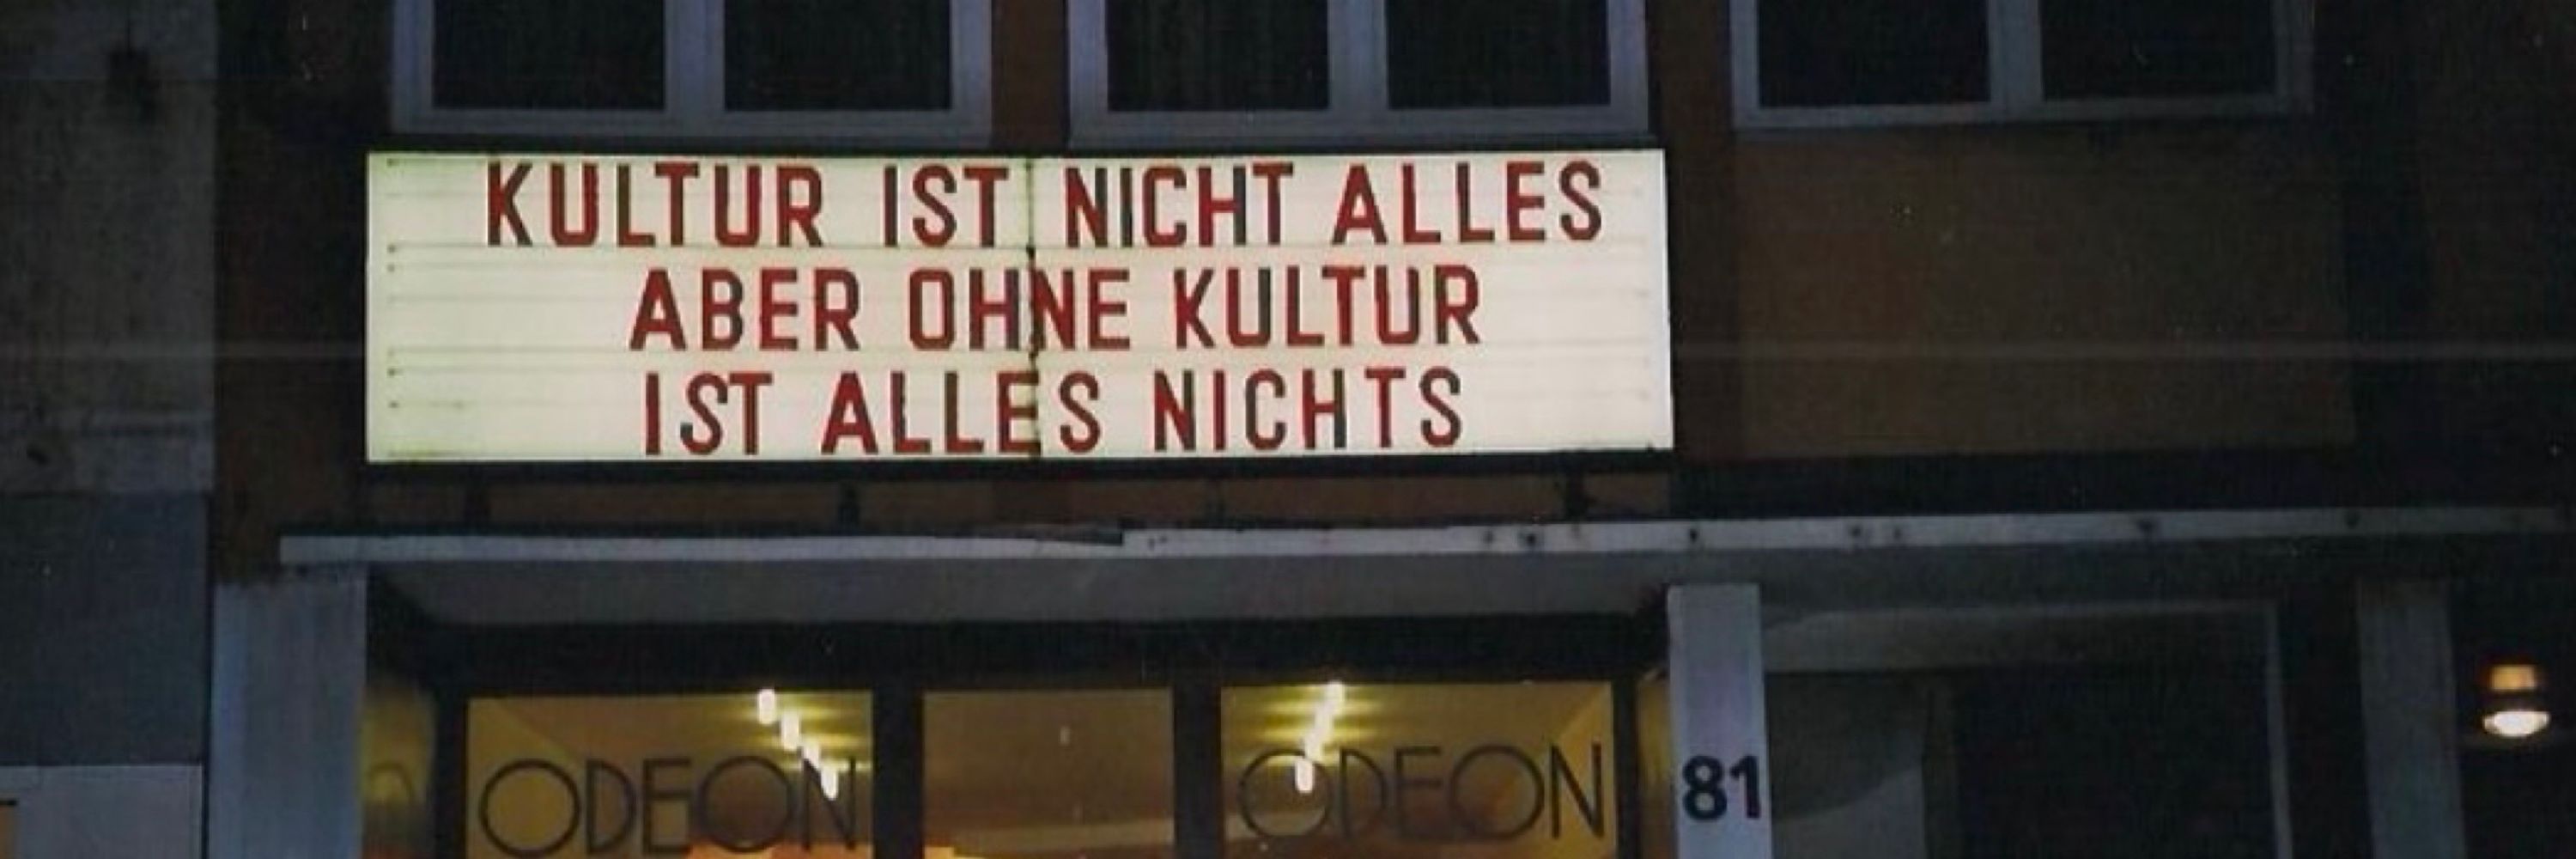 KULTUR IST NICHT ALLES
ABER OHNE KULTUR
IST ALLES NICHTS
ODEON
ODEON
81